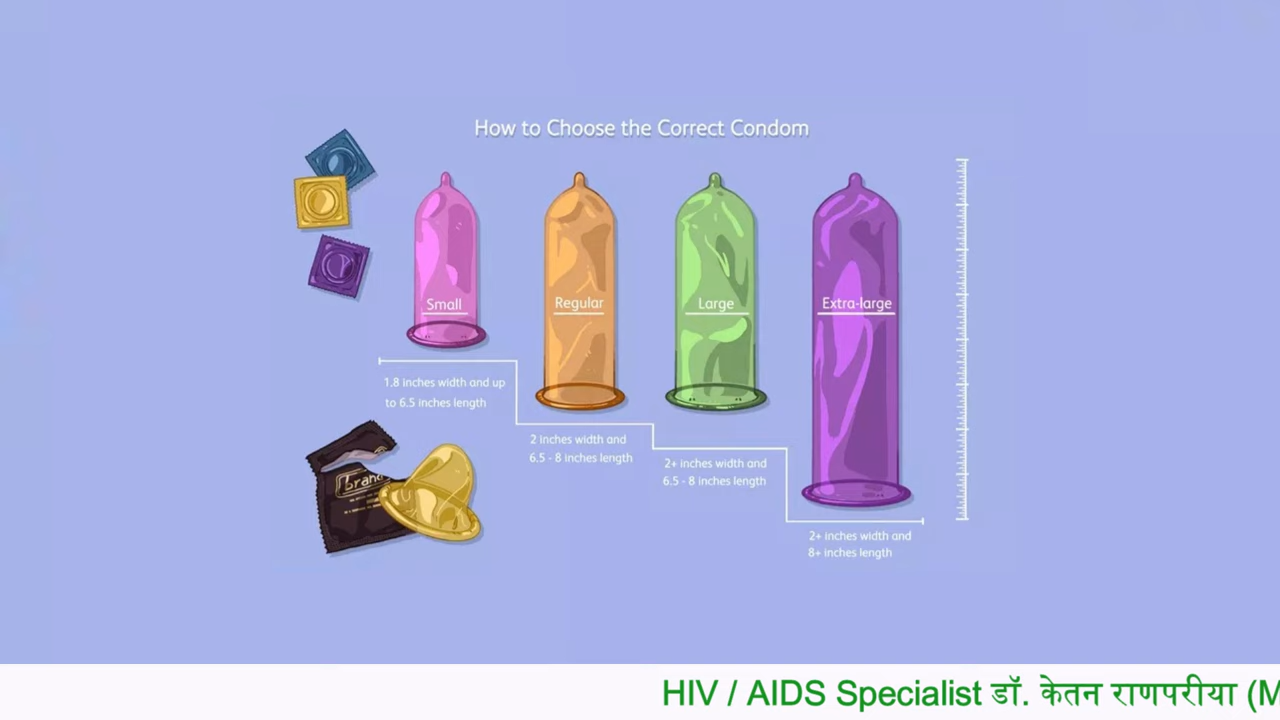 How to Choose the Correct Condom
Small
Regular
Large
Extra-large
1.8 inches width and up
to 6.5 inches length
2 inches width and
6.5 - 8 inches length
2+ inches width and
6.5 - 8 inches length
2+ inches width and
8+ inches length
HIV / AIDS Specialist डॉ. केतन राणपरीया (M